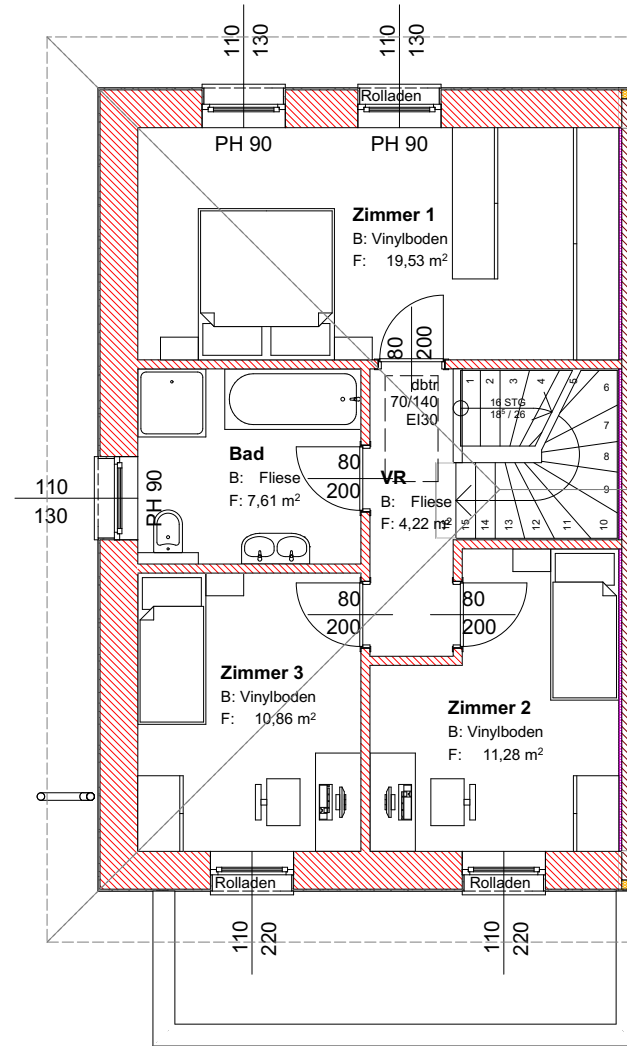 110
130
110
130
Rolladen
PH 90
PH 90
Zimmer 1
B: Vinylboden
F: 19,53 m²
80
200
dbtr
70/140
EI30
1 2 3 4 5 6
16 STG
18⁵ / 26
7
8
9
15 14 13 12 11 10
Bad
B: Fliese
F: 7,61 m²
80
200
VR
B: Fliese
F: 4,22 m²
110
130
PH 90
80
200
80
200
Zimmer 3
B: Vinylboden
F: 10,86 m²
Zimmer 2
B: Vinylboden
F: 11,28 m²
Rolladen
Rolladen
110
220
110
220